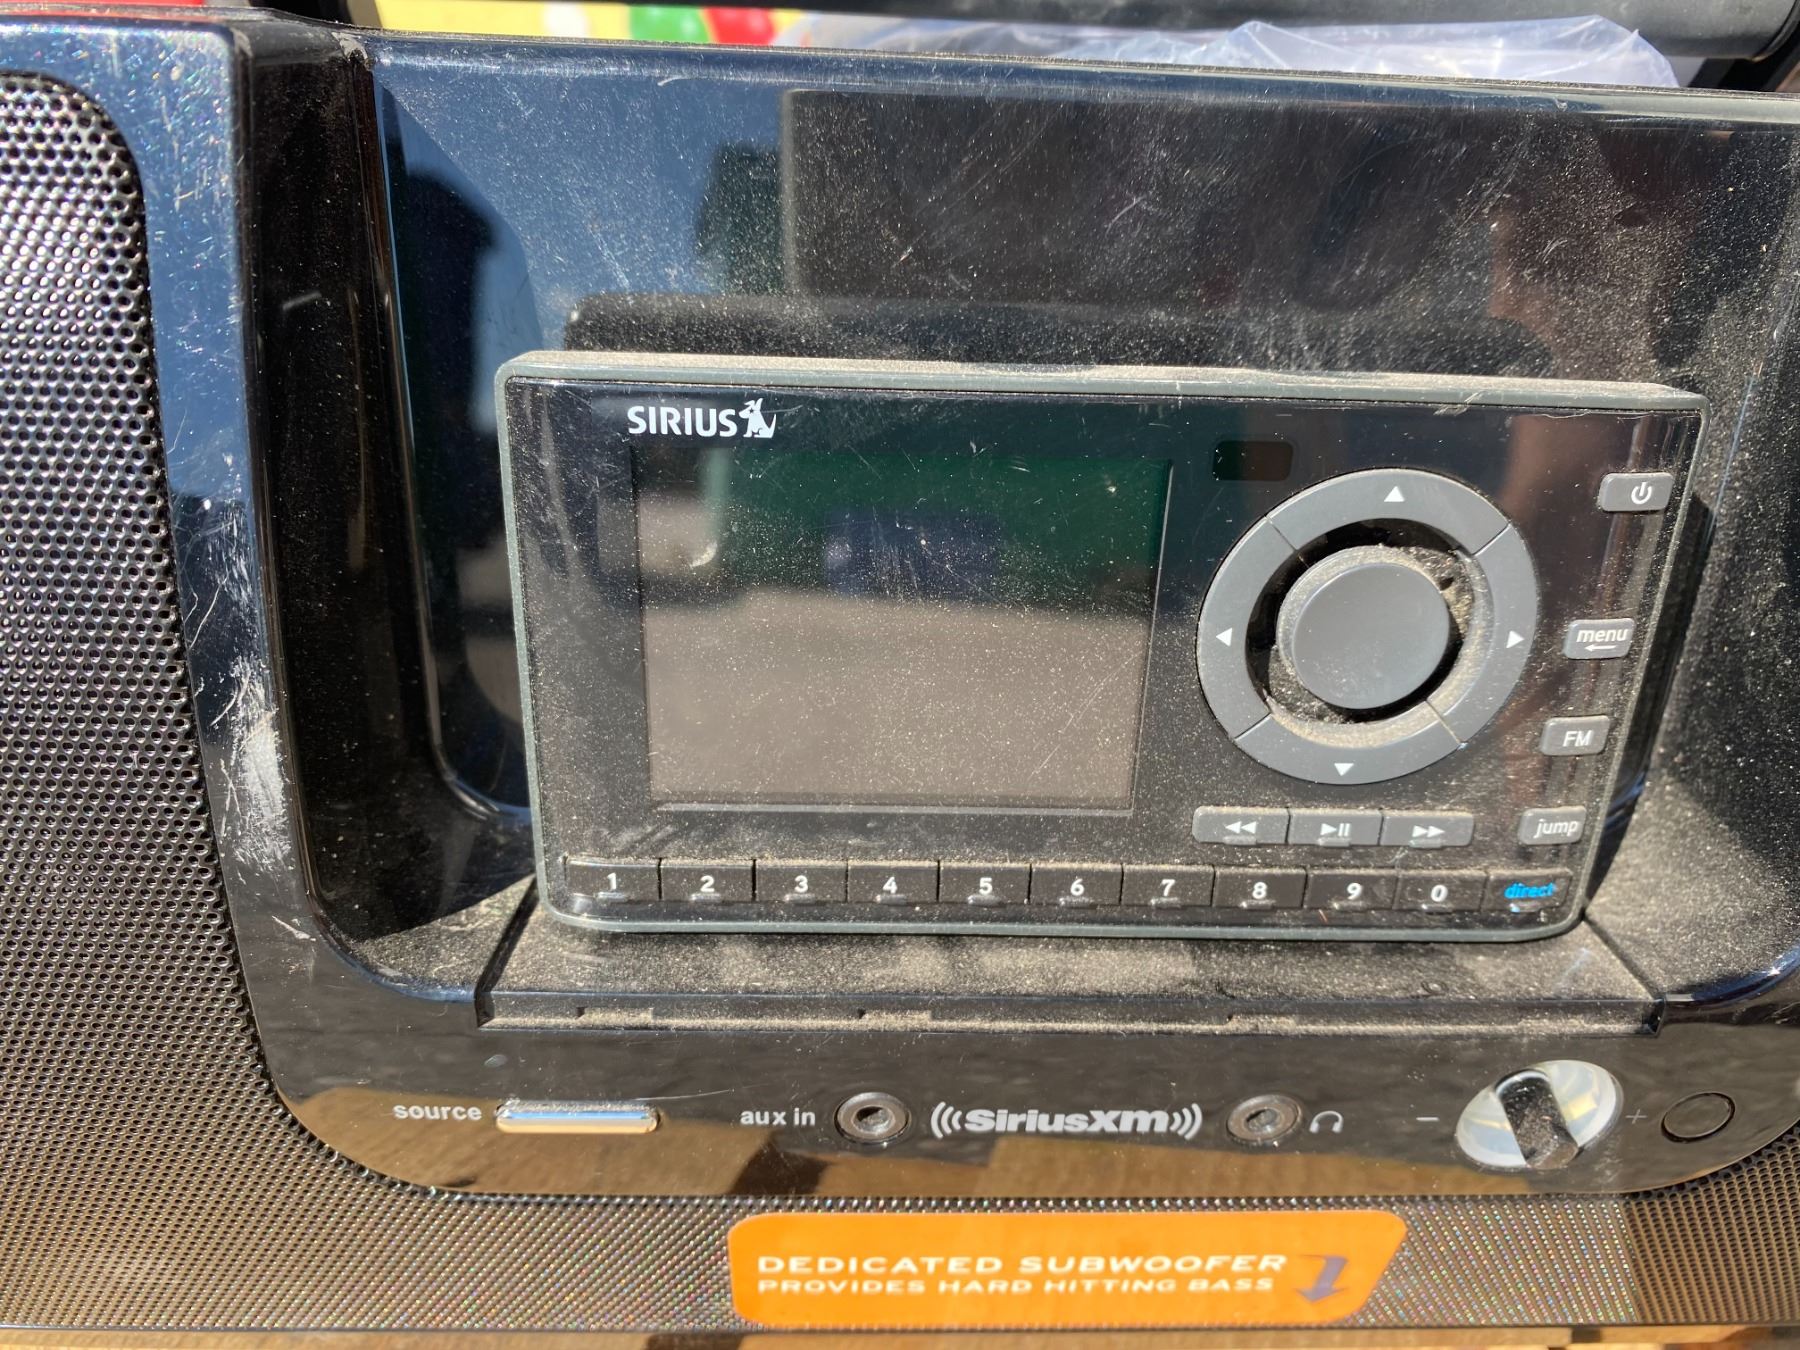 SIRIUS
menu
FM
jump
1 2 3 4 5 6 7 8 9 0 direct
source
aux in
((SiriusXM))
- +
DEDICATED SUBWOOFER
PROVIDES HARD HITTING BASS